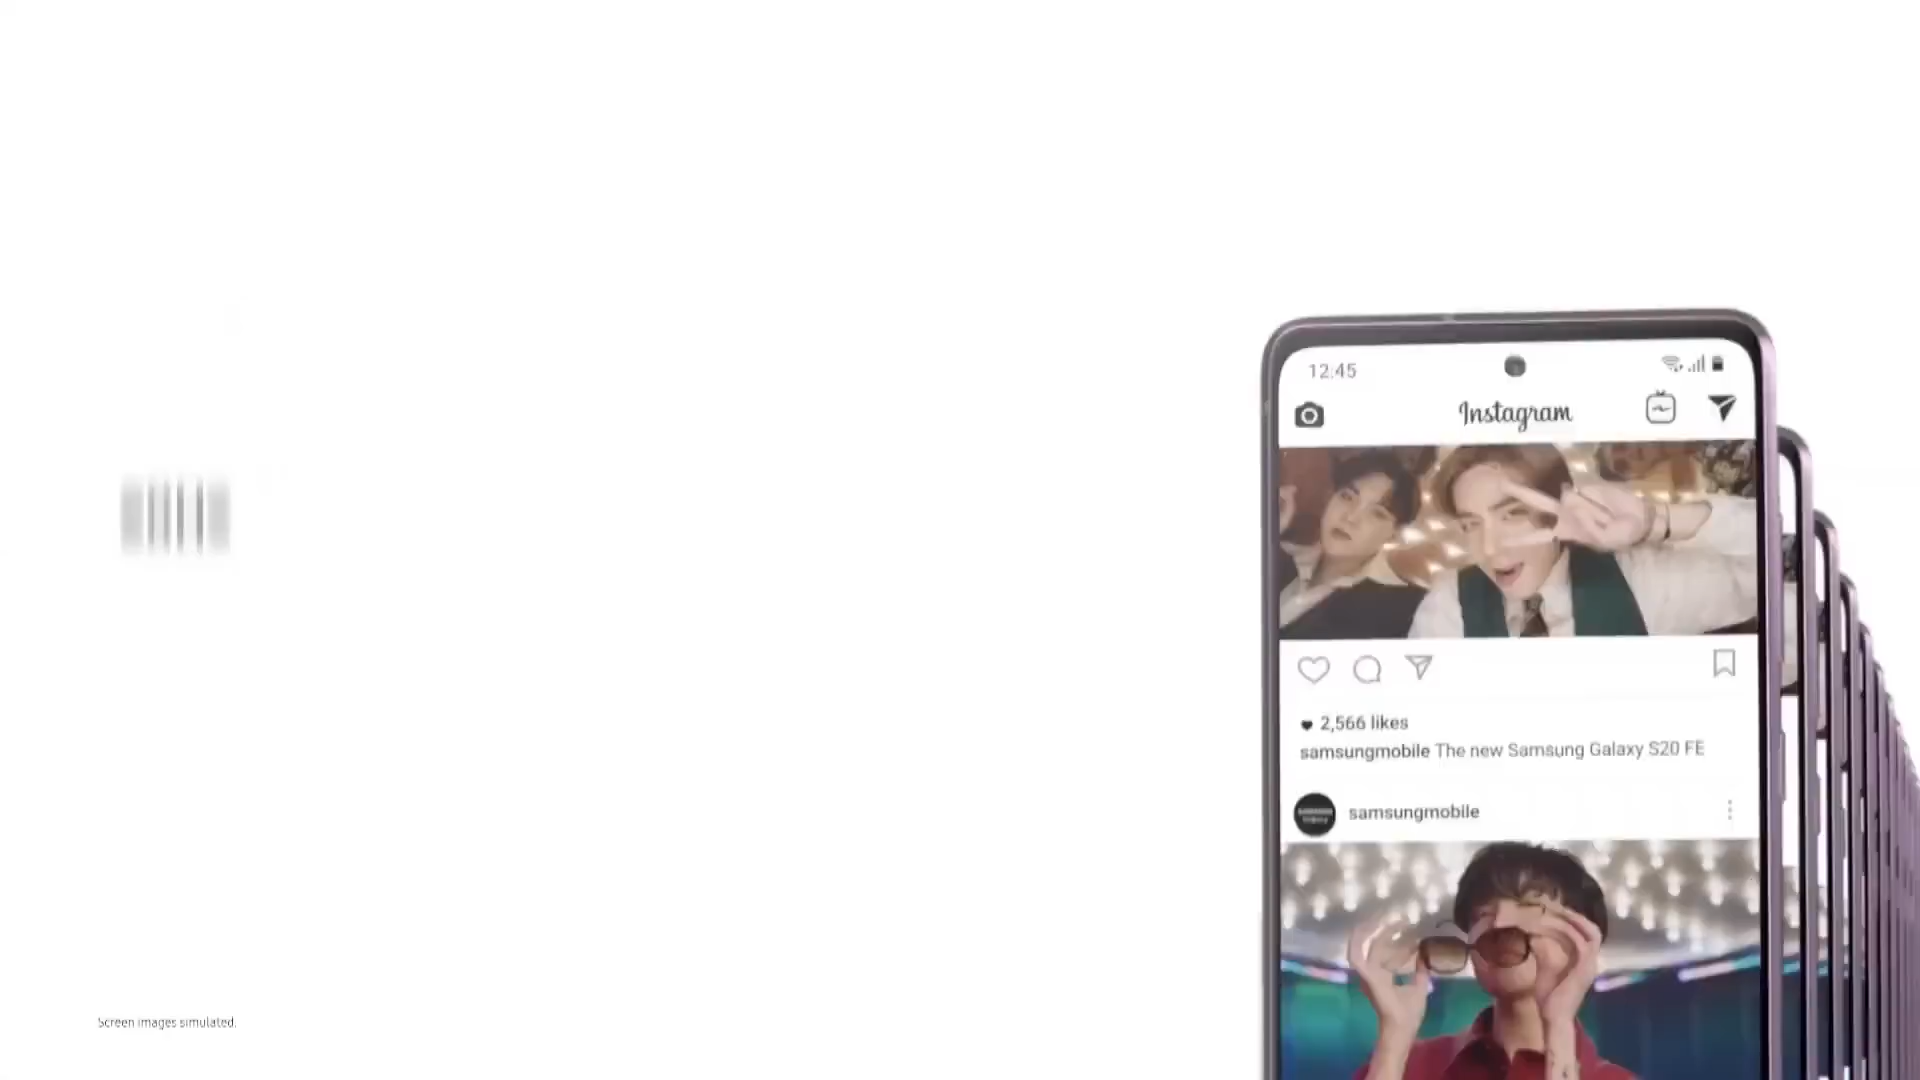 12:45
Instagram
2,566 likes
samsungmobile The new Samsung Galaxy S20 FE
samsungmobile
Screen images simulated.